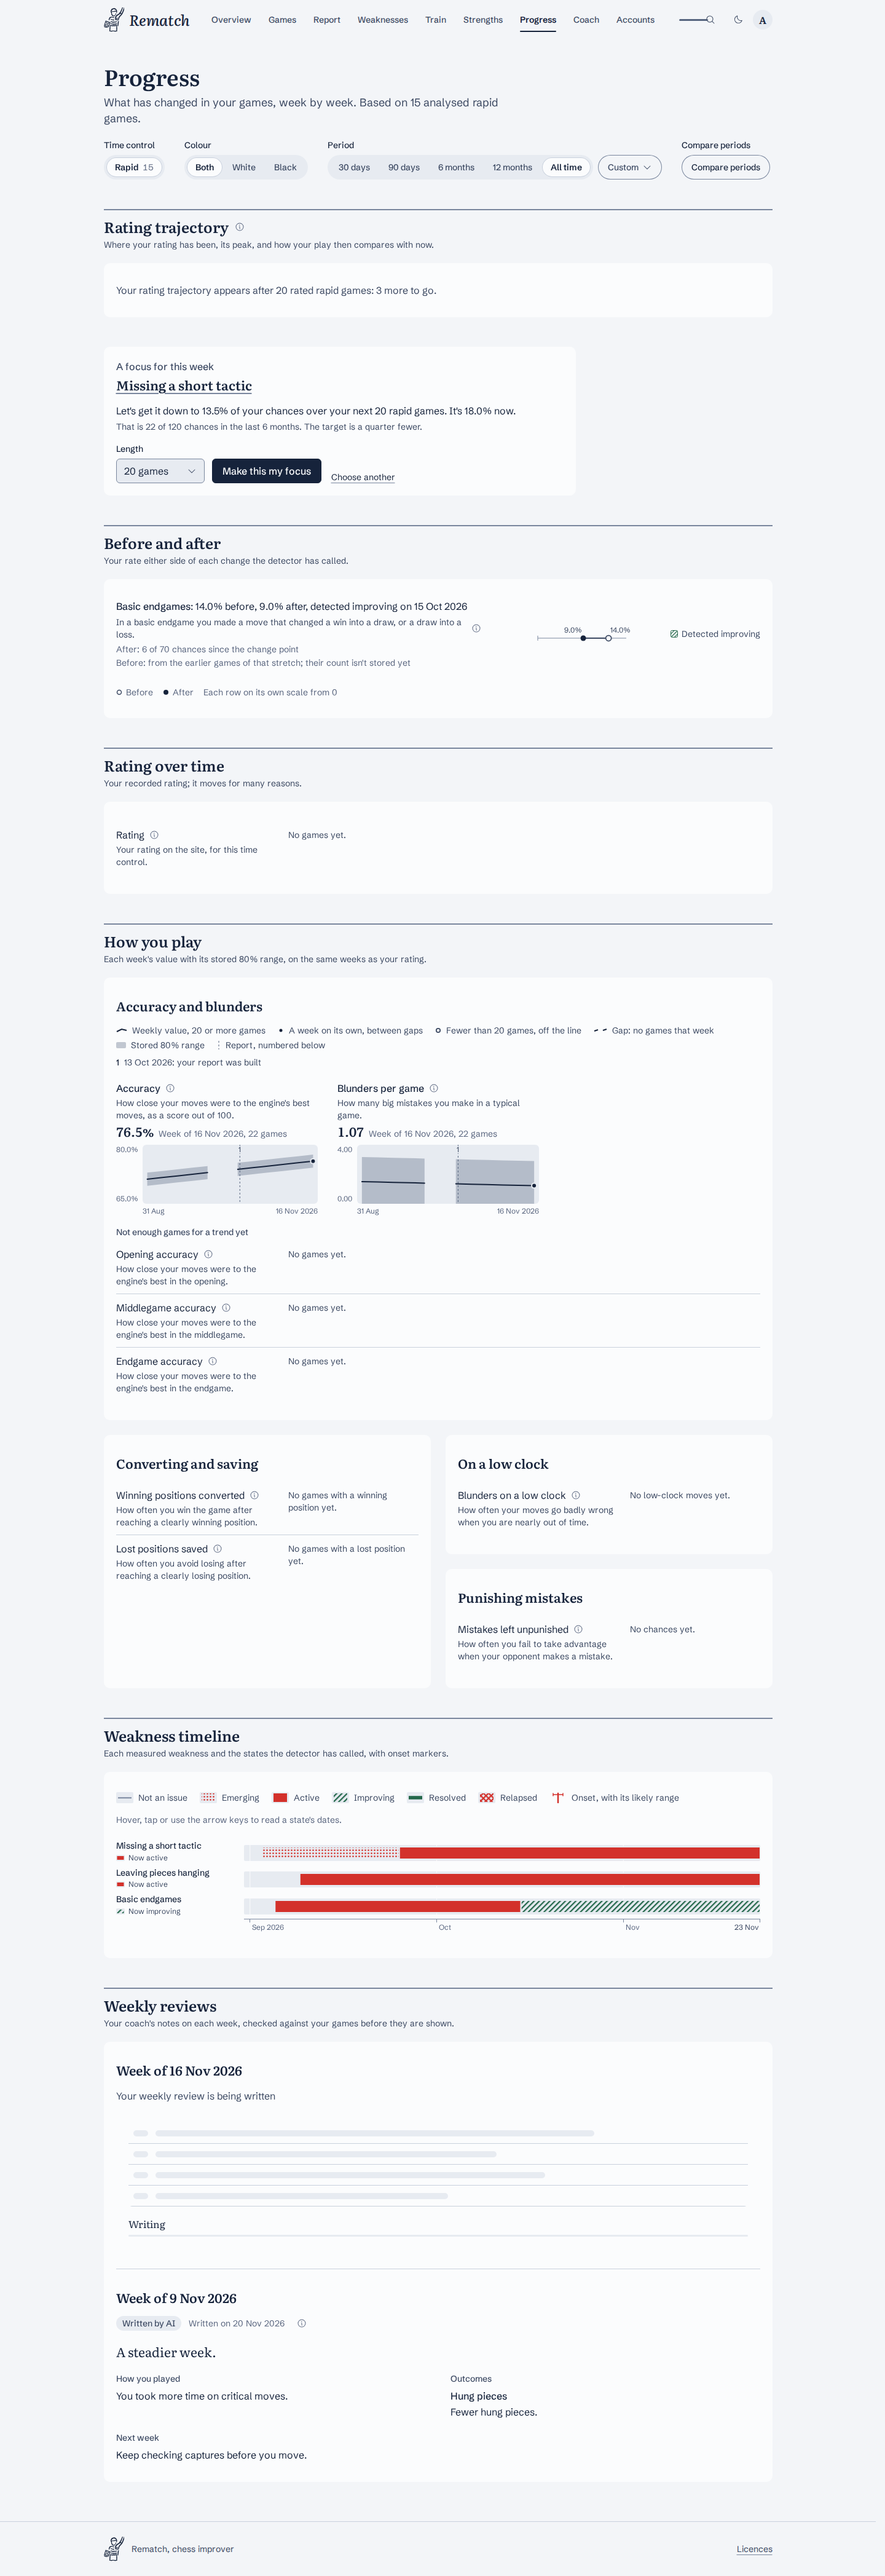 Rematch
Overview Games Report Weaknesses Train Strengths Progress Coach Accounts
A
Progress
What has changed in your games, week by week. Based on 15 analysed rapid
games.
Time control Colour Period Compare periods
Rapid 15 Both White Black 30 days 90 days 6 months 12 months All time Custom Compare periods
Rating trajectory
Where your rating has been, its peak, and how your play then compares with now.
Your rating trajectory appears after 20 rated rapid games: 3 more to go.
A focus for this week
Missing a short tactic
Let's get it down to 13.5% of your chances over your next 20 rapid games. It's 18.0% now.
That is 22 of 120 chances in the last 6 months. The target is a quarter fewer.
Length
20 games Make this my focus Choose another
Before and after
Your rate either side of each change the detector has called.
Basic endgames: 14.0% before, 9.0% after, detected improving on 15 Oct 2026
In a basic endgame you made a move that changed a win into a draw, or a draw into a
loss.
After: 6 of 70 chances since the change point
Before: from the earlier games of that stretch; their count isn't stored yet
9.0% 14.0%
Detected improving
Before After Each row on its own scale from 0
Rating over time
Your recorded rating; it moves for many reasons.
Rating No games yet.
Your rating on the site, for this time
control.
How you play
Each week's value with its stored 80% range, on the same weeks as your rating.
Accuracy and blunders
Weekly value, 20 or more games A week on its own, between gaps Fewer than 20 games, off the line Gap: no games that week
Stored 80% range Report, numbered below
1 13 Oct 2026: your report was built
Accuracy
How close your moves were to the engine's best
moves, as a score out of 100.
76.5% Week of 16 Nov 2026, 22 games
80.0%
1
65.0%
31 Aug 16 Nov 2026
Blunders per game
How many big mistakes you make in a typical
game.
1.07 Week of 16 Nov 2026, 22 games
4.00
1
0.00
31 Aug 16 Nov 2026
Not enough games for a trend yet
Opening accuracy No games yet.
How close your moves were to the
engine's best in the opening.
Middlegame accuracy No games yet.
How close your moves were to the
engine's best in the middlegame.
Endgame accuracy No games yet.
How close your moves were to the
engine's best in the endgame.
Converting and saving
Winning positions converted No games with a winning
position yet.
How often you win the game after
reaching a clearly winning position.
Lost positions saved No games with a lost position
yet.
How often you avoid losing after
reaching a clearly losing position.
On a low clock
Blunders on a low clock No low-clock moves yet.
How often your moves go badly wrong
when you are nearly out of time.
Punishing mistakes
Mistakes left unpunished No chances yet.
How often you fail to take advantage
when your opponent makes a mistake.
Weakness timeline
Each measured weakness and the states the detector has called, with onset markers.
Not an issue Emerging Active Improving Resolved Relapsed Onset, with its likely range
Hover, tap or use the arrow keys to read a state's dates.
Missing a short tactic
Now active
Leaving pieces hanging
Now active
Basic endgames
Now improving
Sep 2026 Oct Nov 23 Nov
Weekly reviews
Your coach's notes on each week, checked against your games before they are shown.
Week of 16 Nov 2026
Your weekly review is being written
Writing
Week of 9 Nov 2026
Written by AI Written on 20 Nov 2026
A steadier week.
How you played
You took more time on critical moves.
Outcomes
Hung pieces
Fewer hung pieces.
Next week
Keep checking captures before you move.
Rematch, chess improver Licences